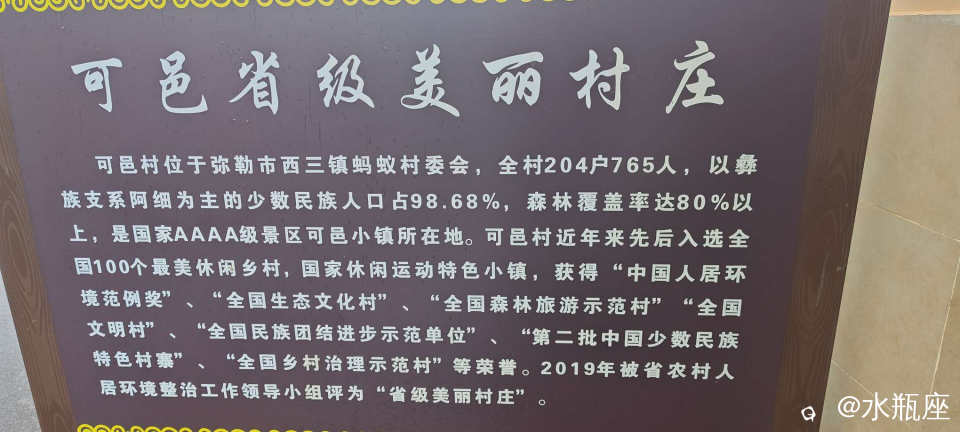 可邑省级美丽村庄
可邑村位于弥勒市西三镇蚂蚁村委会，全村204户765人，以彝
族支系阿细为主的少数民族人口占98.68%，森林覆盖率达80%以
上，是国家AAAA级景区可邑小镇所在地。可邑村近年来先后入选全
国100个最美休闲乡村，国家休闲运动特色小镇，获得“中国人居环
境范例奖”、“全国生态文化村”、“全国森林旅游示范村”“全国
文明村”、“全国民族团结进步示范单位”、“第二批中国少数民族
特色村寨”、“全国乡村治理示范村”等荣誉。2019年被省农村人
居环境整治工作领导小组评为“省级美丽村庄”。
@水瓶座